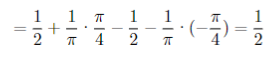 = 1/2 + 1/π · π/4 − 1/2 − 1/π · (−π/4) = 1/2